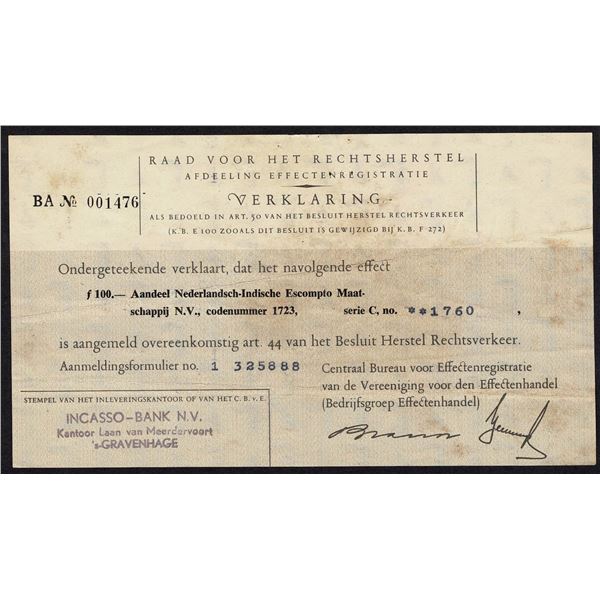 RAAD VOOR HET RECHTSHERSTEL
AFDEELING EFFECTENREGISTRATIE
BA № 001476
VERKLARING
ALS BEDOELD IN ART. 50 VAN HET BESLUIT HERSTEL RECHTSVERKEER
(K.B. E 100 ZOOALS DIT BESLUIT IS GEWIJZIGD BIJ K.B. F 272)
Ondergeteekende verklaart, dat het navolgende effect
ƒ 100.— Aandeel Nederlandsch-Indische Escompto Maat-
schappij N.V., codenummer 1723, serie C, no. **1760 ,
is aangemeld overeenkomstig art. 44 van het Besluit Herstel Rechtsverkeer.
Aanmeldingsformulier no. 1 325888
Centraal Bureau voor Effectenregistratie
van de Vereeniging voor den Effectenhandel
(Bedrijfsgroep Effectenhandel)
STEMPEL VAN HET INLEVERINGSKANTOOR OF VAN HET C. B. v. E.
INCASSO-BANK N.V.
Kantoor Laan van Meerdervoort
's-GRAVENHAGE